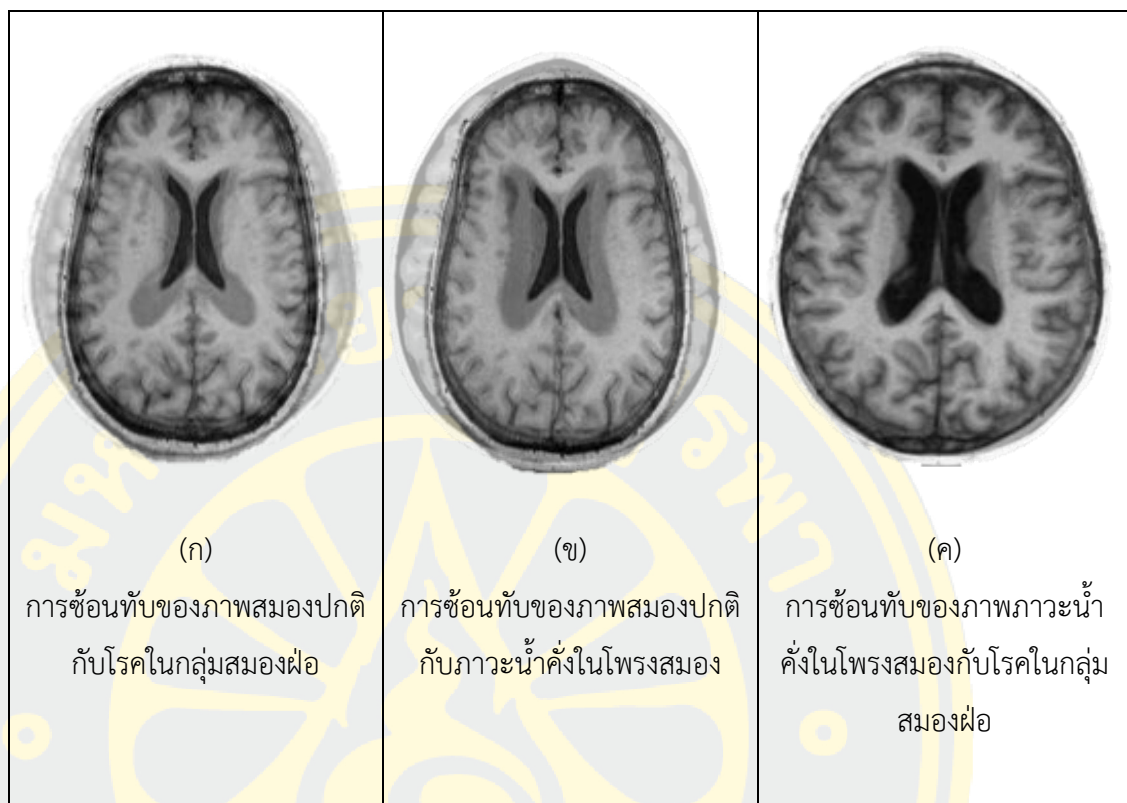 (ก)
การซ้อนทับของภาพสมองปกติ
กับโรคในกลุ่มสมองฝ่อ
(ข)
การซ้อนทับของภาพสมองปกติ
กับภาวะน้ำคั่งในโพรงสมอง
(ค)
การซ้อนทับของภาพภาวะน้ำ
คั่งในโพรงสมองกับโรคในกลุ่ม
สมองฝ่อ